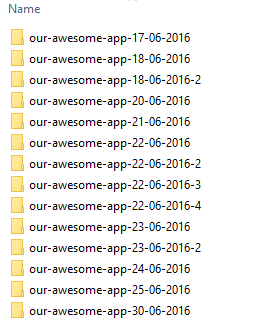 Name
our-awesome-app-17-06-2016
our-awesome-app-18-06-2016
our-awesome-app-18-06-2016-2
our-awesome-app-20-06-2016
our-awesome-app-21-06-2016
our-awesome-app-22-06-2016
our-awesome-app-22-06-2016-2
our-awesome-app-22-06-2016-3
our-awesome-app-22-06-2016-4
our-awesome-app-23-06-2016
our-awesome-app-23-06-2016-2
our-awesome-app-24-06-2016
our-awesome-app-25-06-2016
our-awesome-app-30-06-2016